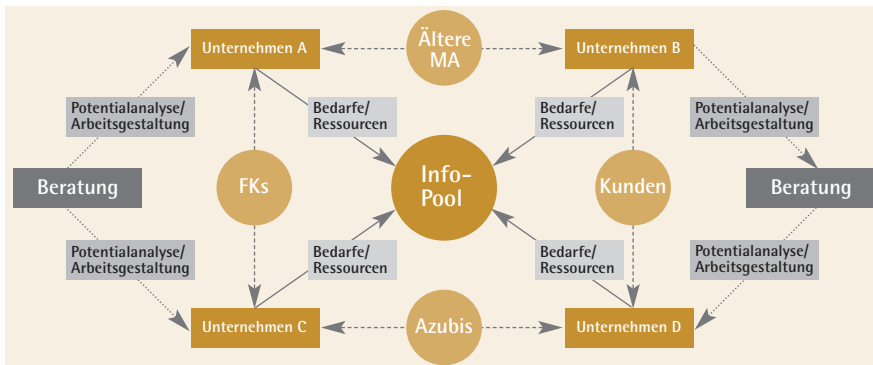 Ältere
MA
Unternehmen A
Unternehmen B
Potentialanalyse/
Arbeitsgestaltung
Bedarfe/
Ressourcen
Bedarfe/
Ressourcen
Potentialanalyse/
Arbeitsgestaltung
Beratung
FKs
Info-
Pool
Kunden
Beratung
Potentialanalyse/
Arbeitsgestaltung
Bedarfe/
Ressourcen
Bedarfe/
Ressourcen
Potentialanalyse/
Arbeitsgestaltung
Unternehmen C
Azubis
Unternehmen D